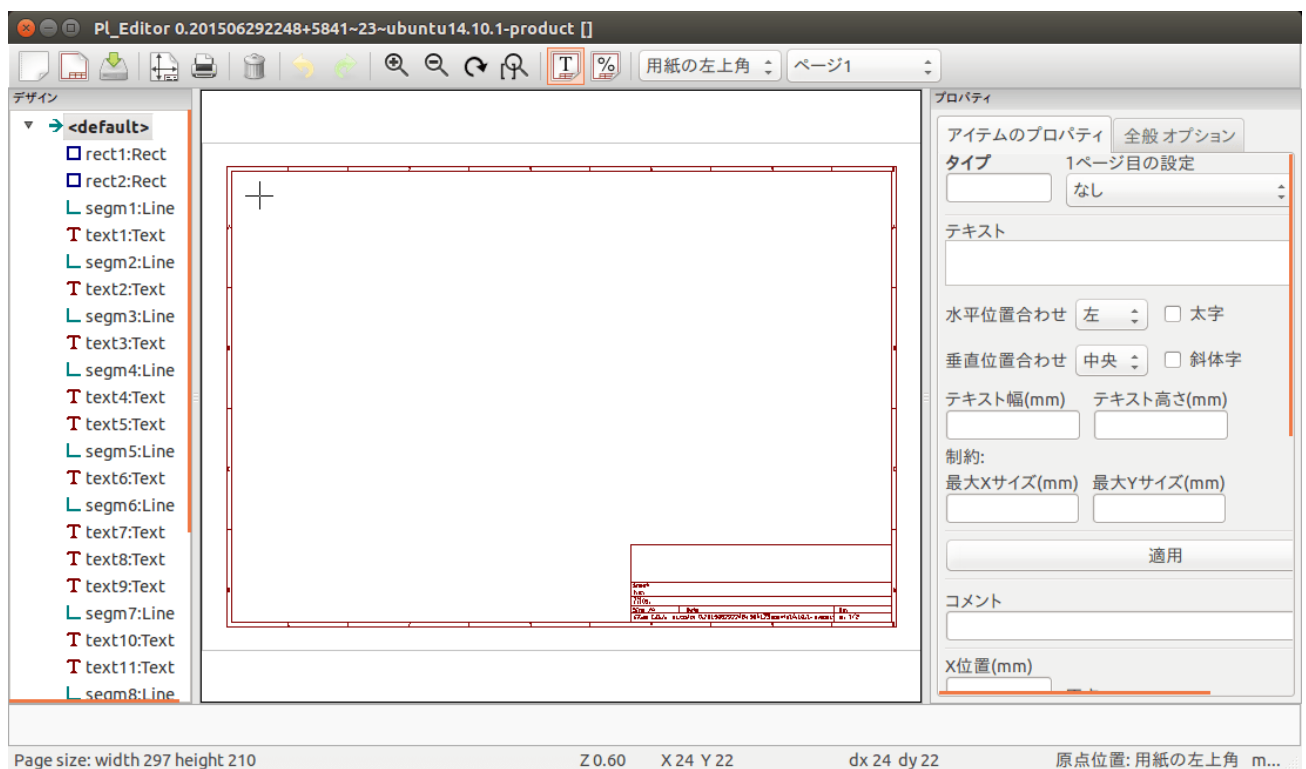 Pl_Editor 0.201506292248+5841~23~ubuntu14.10.1-product []
用紙の左上角
ページ1
デザイン
<default>
rect1:Rect
rect2:Rect
segm1:Line
text1:Text
segm2:Line
text2:Text
segm3:Line
text3:Text
segm4:Line
text4:Text
text5:Text
segm5:Line
text6:Text
segm6:Line
text7:Text
text8:Text
text9:Text
segm7:Line
text10:Text
text11:Text
segm8:Line
プロパティ
アイテムのプロパティ 全般 オプション
タイプ 1ページ目の設定
なし
テキスト
水平位置合わせ 左 太字
垂直位置合わせ 中央 斜体字
テキスト幅(mm) テキスト高さ(mm)
制約:
最大Xサイズ(mm) 最大Yサイズ(mm)
適用
コメント
X位置(mm)
Page size: width 297 height 210 Z 0.60 X 24 Y 22 dx 24 dy 22 原点位置: 用紙の左上角 m...